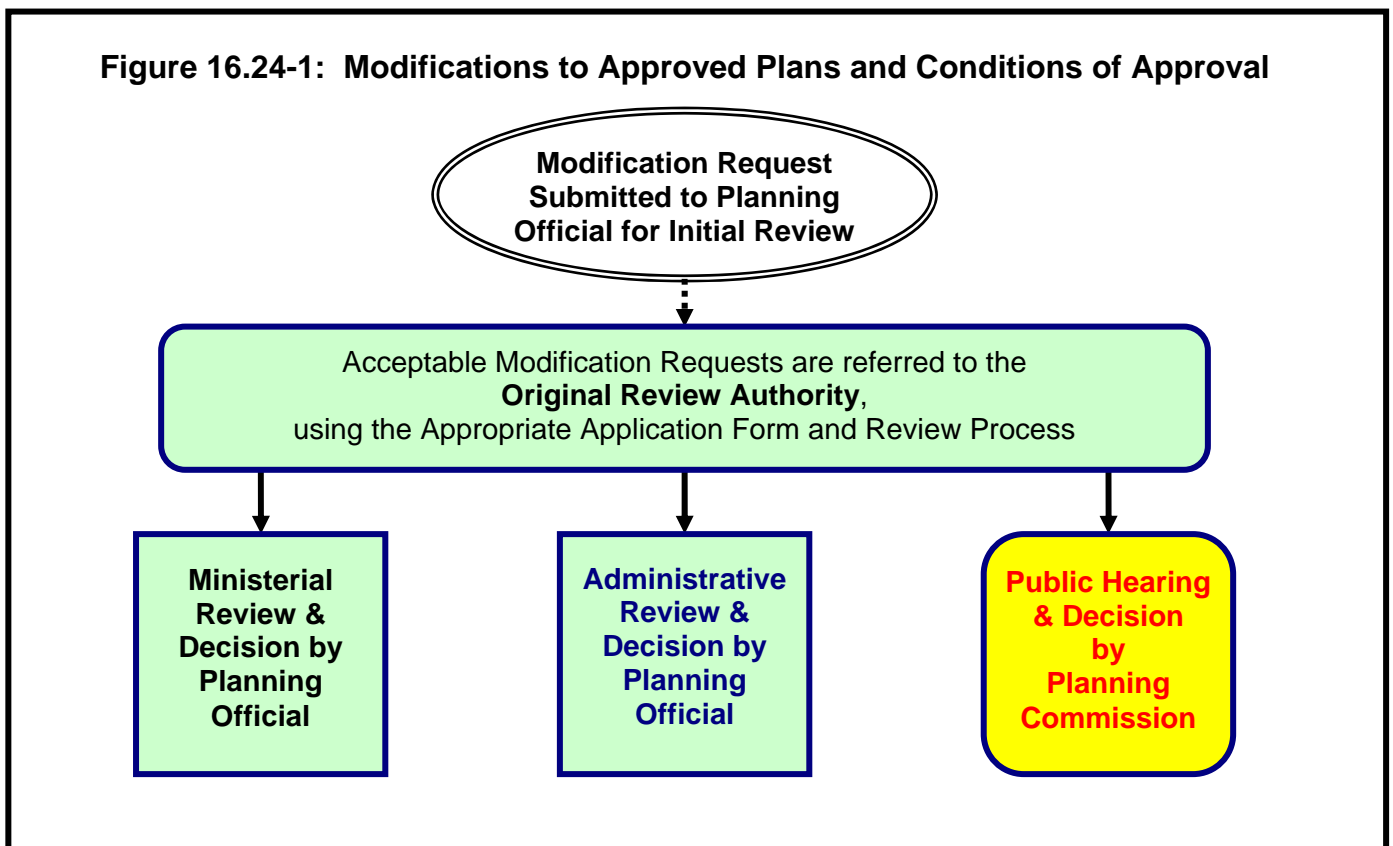 Figure 16.24-1:  Modifications to Approved Plans and Conditions of Approval
Modification Request
Submitted to Planning
Official for Initial Review
Acceptable Modification Requests are referred to the
Original Review Authority,
using the Appropriate Application Form and Review Process
Ministerial
Review &
Decision by
Planning
Official
Administrative
Review &
Decision by
Planning
Official
Public Hearing
& Decision
by
Planning
Commission